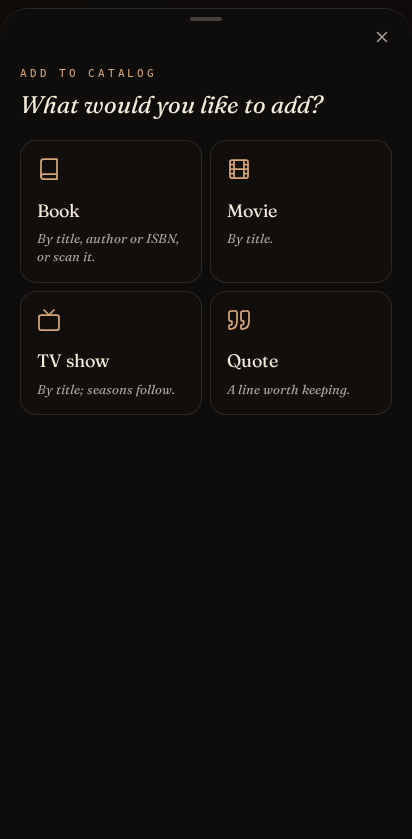 ADD TO CATALOG
What would you like to add?
Book
By title, author or ISBN,
or scan it.
Movie
By title.
TV show
By title; seasons follow.
Quote
A line worth keeping.